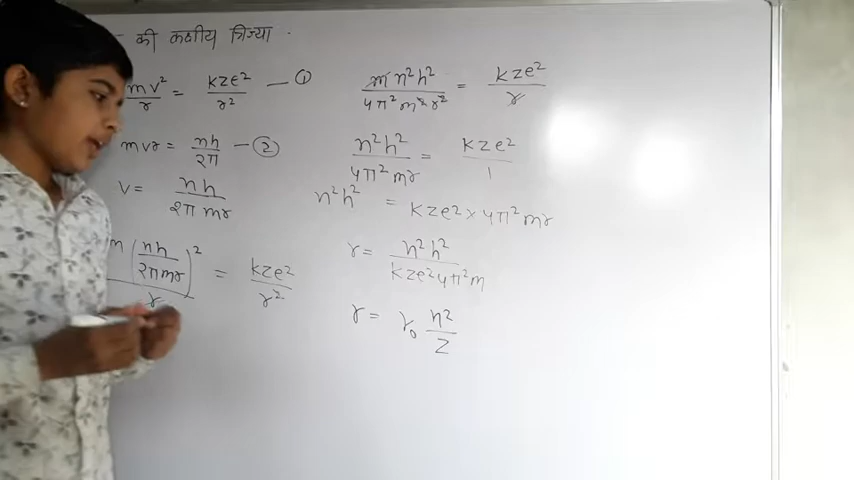 की कक्षीय त्रिज्या
mv²/r = kze²/r² — ①
mvr = nh/2π — ②
v = nh/2πmr
m(nh/2πmr)²/r = kze²/r²
m n²h²/4π²m²r² = kze²/r
n²h²/4π²mr = kze²/1
n²h² = kze² x 4π²mr
r = n²h²/kze²4π²m
r = r₀ n²/z